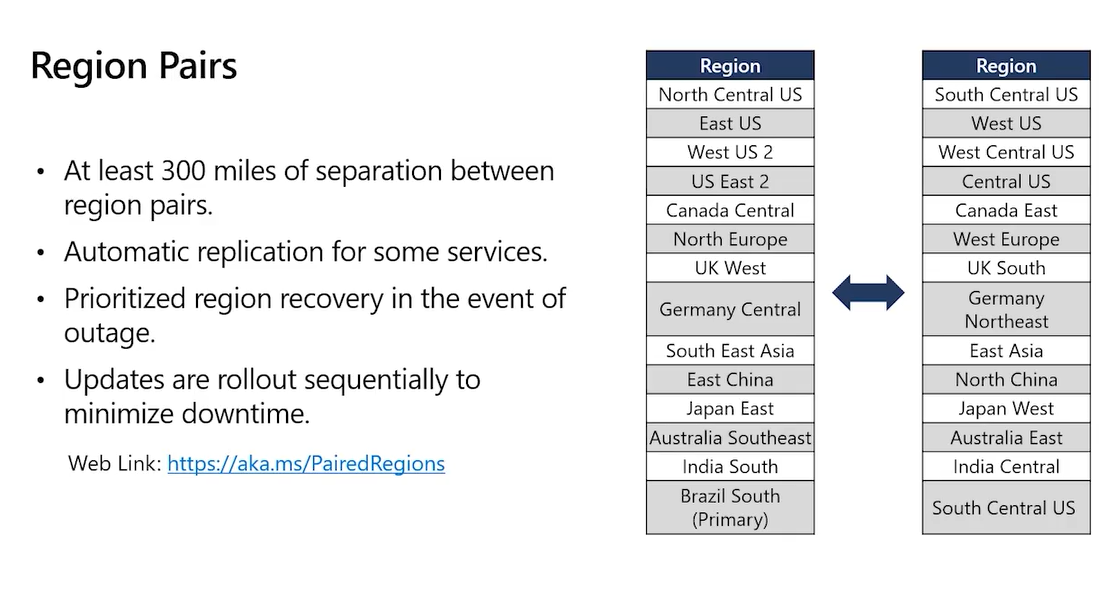 Region Pairs
• At least 300 miles of separation between
region pairs.
• Automatic replication for some services.
• Prioritized region recovery in the event of
outage.
• Updates are rollout sequentially to
minimize downtime.
Web Link: https://aka.ms/PairedRegions
Region Region
North Central US South Central US
East US West US
West US 2 West Central US
US East 2 Central US
Canada Central Canada East
North Europe West Europe
UK West UK South
Germany Central Germany
Northeast
South East Asia East Asia
East China North China
Japan East Japan West
Australia Southeast Australia East
India South India Central
Brazil South
(Primary) South Central US